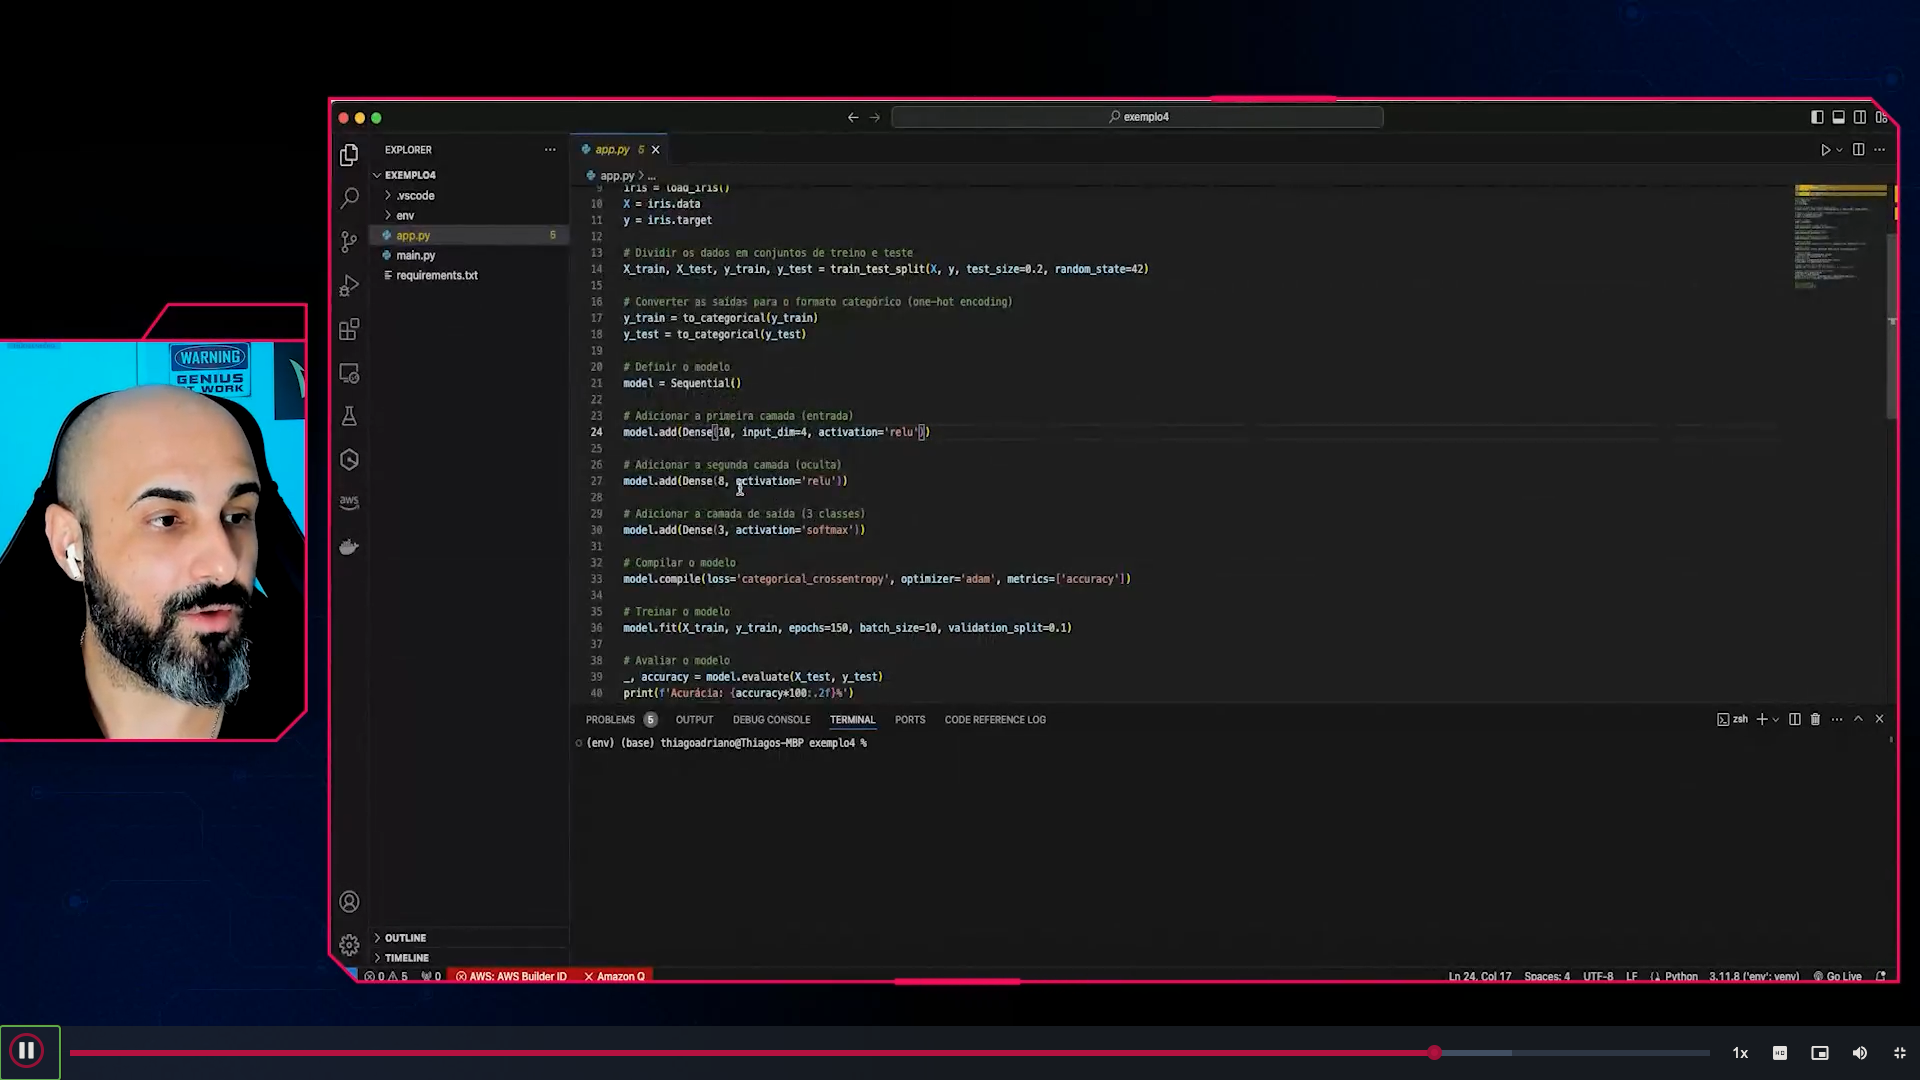 exemplo4
EXPLORER
EXEMPLO4
.vscode
env
app.py 5
main.py
requirements.txt
app.py 5
app.py > ...
9 iris = load_iris()
10 X = iris.data
11 y = iris.target
12
13 # Dividir os dados em conjuntos de treino e teste
14 X_train, X_test, y_train, y_test = train_test_split(X, y, test_size=0.2, random_state=42)
15
16 # Converter as saídas para o formato categórico (one-hot encoding)
17 y_train = to_categorical(y_train)
18 y_test = to_categorical(y_test)
19
20 # Definir o modelo
21 model = Sequential()
22
23 # Adicionar a primeira camada (entrada)
24 model.add(Dense(10, input_dim=4, activation='relu'))
25
26 # Adicionar a segunda camada (oculta)
27 model.add(Dense(8, activation='relu'))
28
29 # Adicionar a camada de saída (3 classes)
30 model.add(Dense(3, activation='softmax'))
31
32 # Compilar o modelo
33 model.compile(loss='categorical_crossentropy', optimizer='adam', metrics=['accuracy'])
34
35 # Treinar o modelo
36 model.fit(X_train, y_train, epochs=150, batch_size=10, validation_split=0.1)
37
38 # Avaliar o modelo
39 _, accuracy = model.evaluate(X_test, y_test)
40 print(f'Acurácia: {accuracy*100:.2f}%')
PROBLEMS 5 OUTPUT DEBUG CONSOLE TERMINAL PORTS CODE REFERENCE LOG
zsh
(env) (base) thiagoadriano@Thiagos-MBP exemplo4 %
aws
WARNING
GENIUS
AT WORK
OUTLINE
TIMELINE
0 5 0 AWS: AWS Builder ID Amazon Q
Ln 24, Col 17 Spaces: 4 UTF-8 LF Python 3.11.8 ('env': venv) Go Live
1x